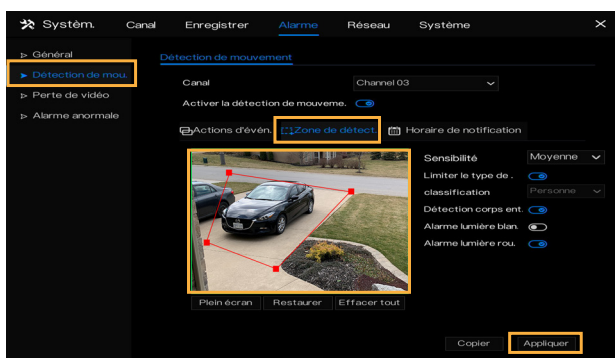 Systèm. Canal Enregistrer Alarme Réseau Système
Général
Détection de mou.
Perte de vidéo
Alarme anormale
Détection de mouvement
Canal Channel 03
Activer la détection de mouveme.
Actions d'évén. Zone de détect. Horaire de notification
Sensibilité Moyenne
Limiter le type de .
classification Personne
Détection corps ent.
Alarme lumière blan.
Alarme lumière rou.
Plein écran Restaurer Effacer tout
Copier Appliquer